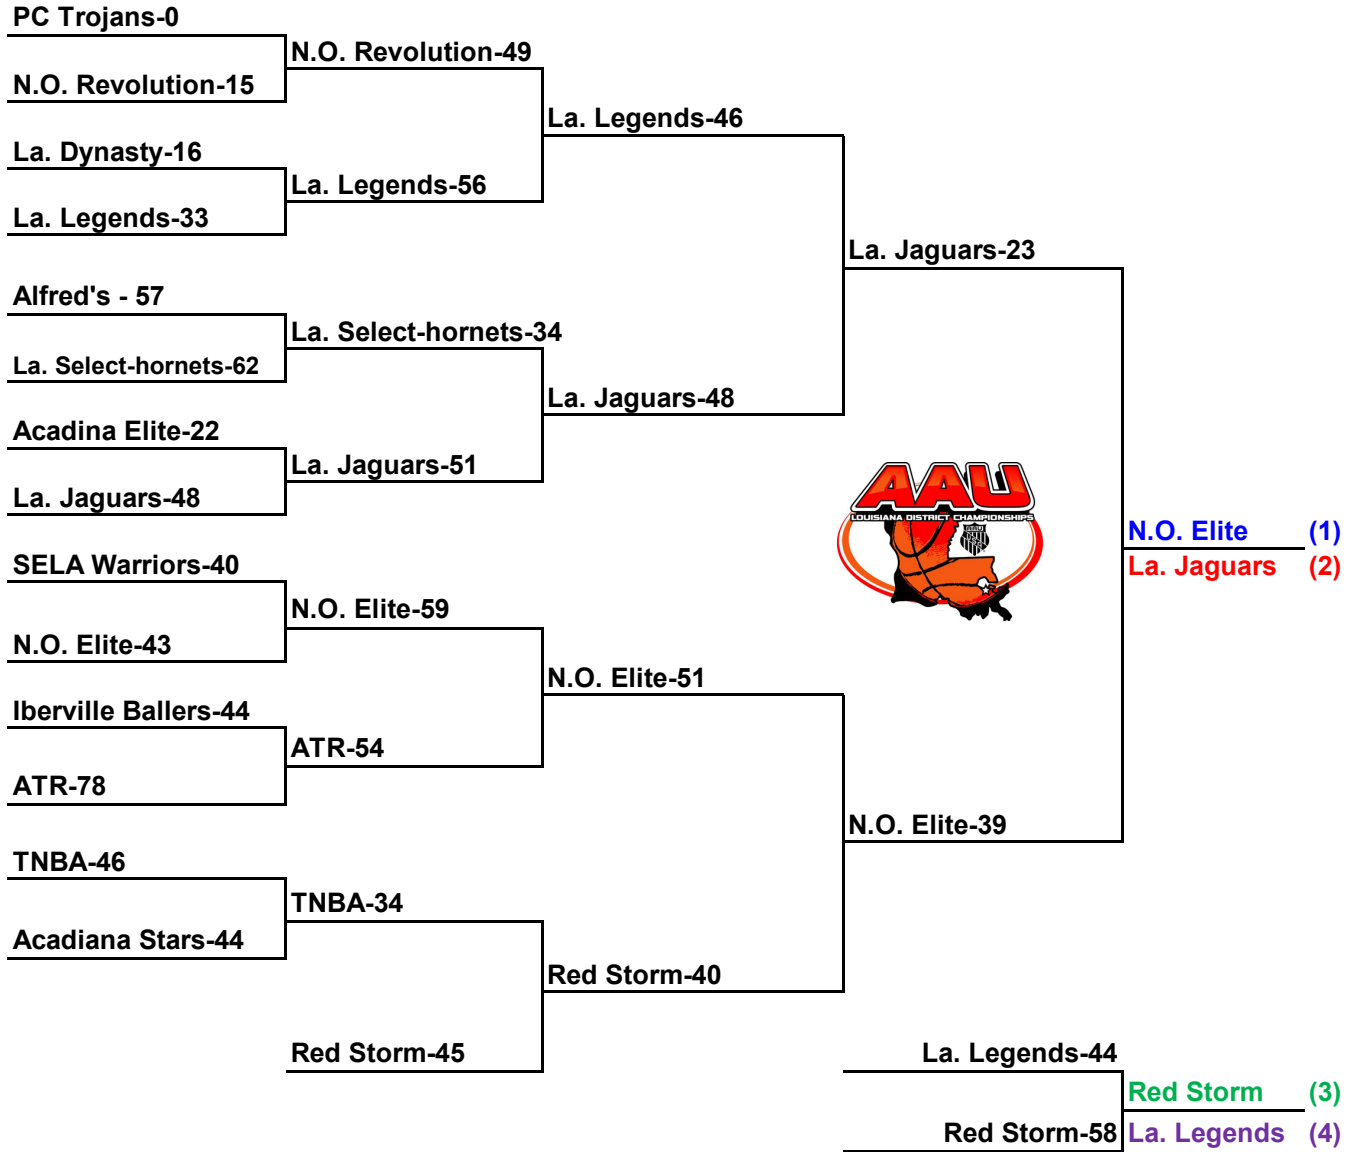 PC Trojans-0
N.O. Revolution-49
N.O. Revolution-15
La. Legends-46
La. Dynasty-16
La. Legends-56
La. Legends-33
La. Jaguars-23
Alfred's - 57
La. Select-hornets-34
La. Select-hornets-62
La. Jaguars-48
Acadina Elite-22
La. Jaguars-51
La. Jaguars-48
AAU
LOUISIANA DISTRICT CHAMPIONSHIPS
N.O. Elite (1)
La. Jaguars (2)
SELA Warriors-40
N.O. Elite-59
N.O. Elite-43
N.O. Elite-51
Iberville Ballers-44
ATR-54
ATR-78
N.O. Elite-39
TNBA-46
TNBA-34
Acadiana Stars-44
Red Storm-40
Red Storm-45
La. Legends-44
Red Storm (3)
Red Storm-58
La. Legends (4)